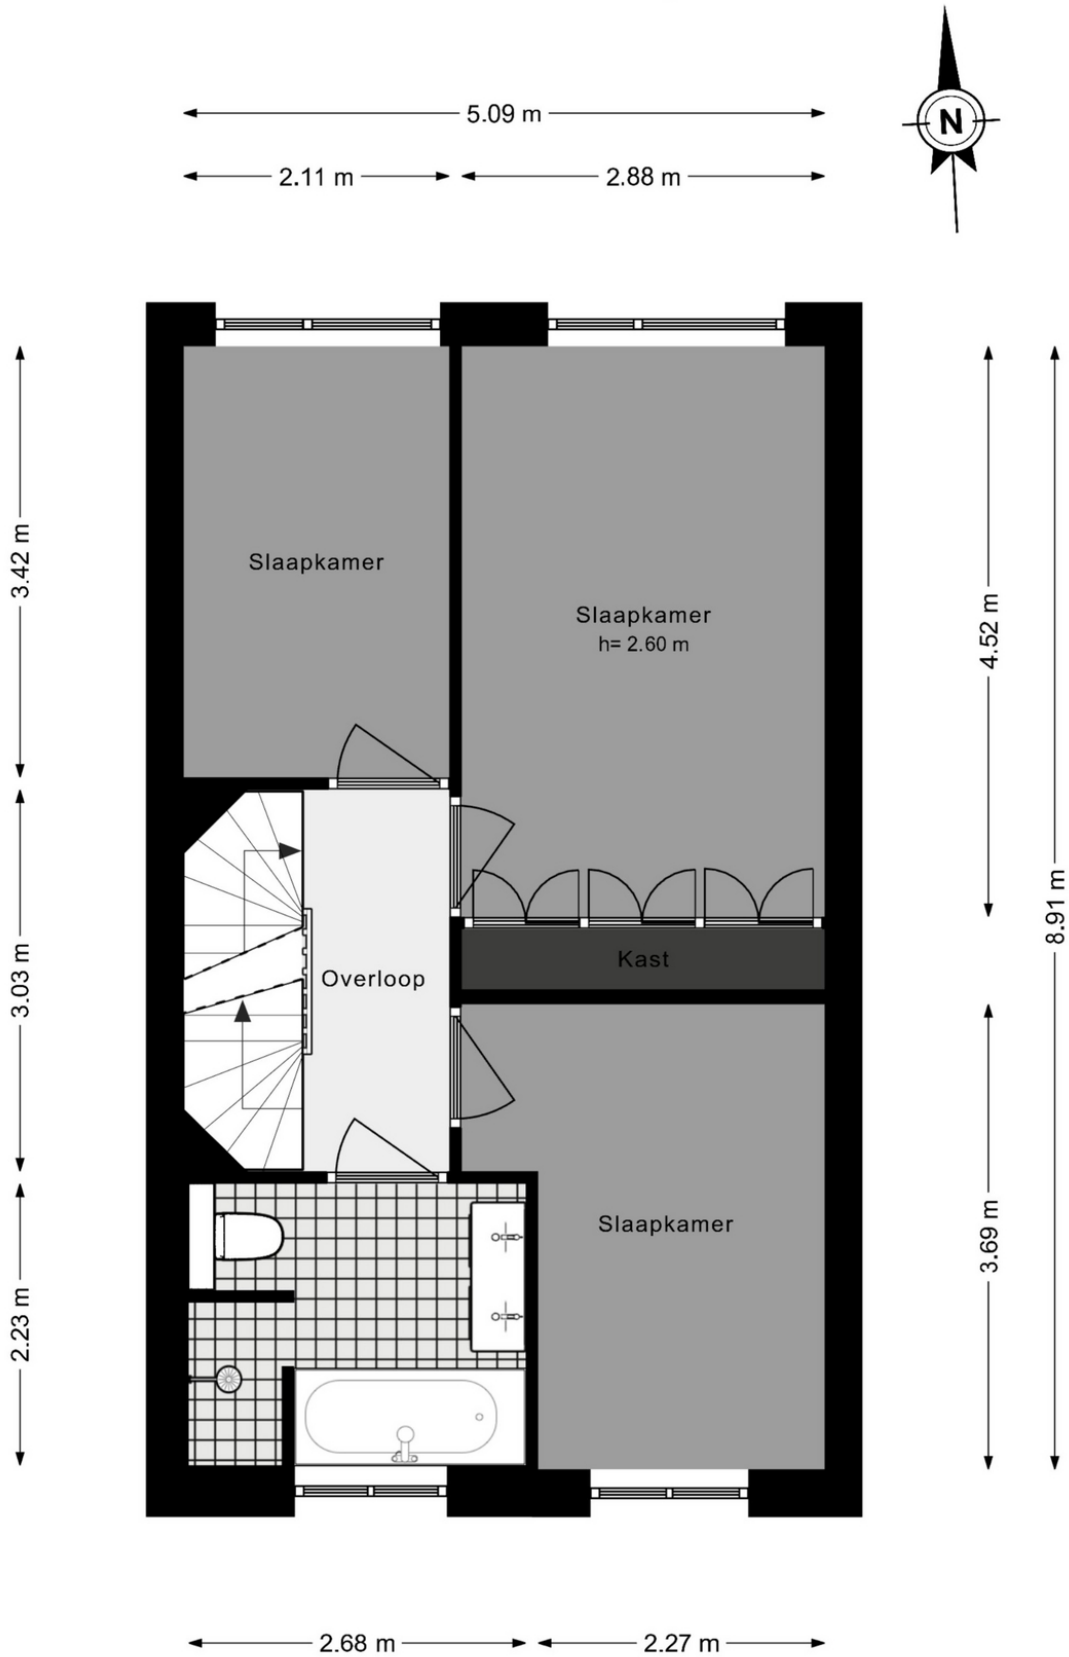 N
5.09 m
2.11 m
2.88 m
3.42 m
Slaapkamer
Slaapkamer
h= 2.60 m
4.52 m
8.91 m
3.03 m
Overloop
Kast
Slaapkamer
3.69 m
2.23 m
2.68 m
2.27 m